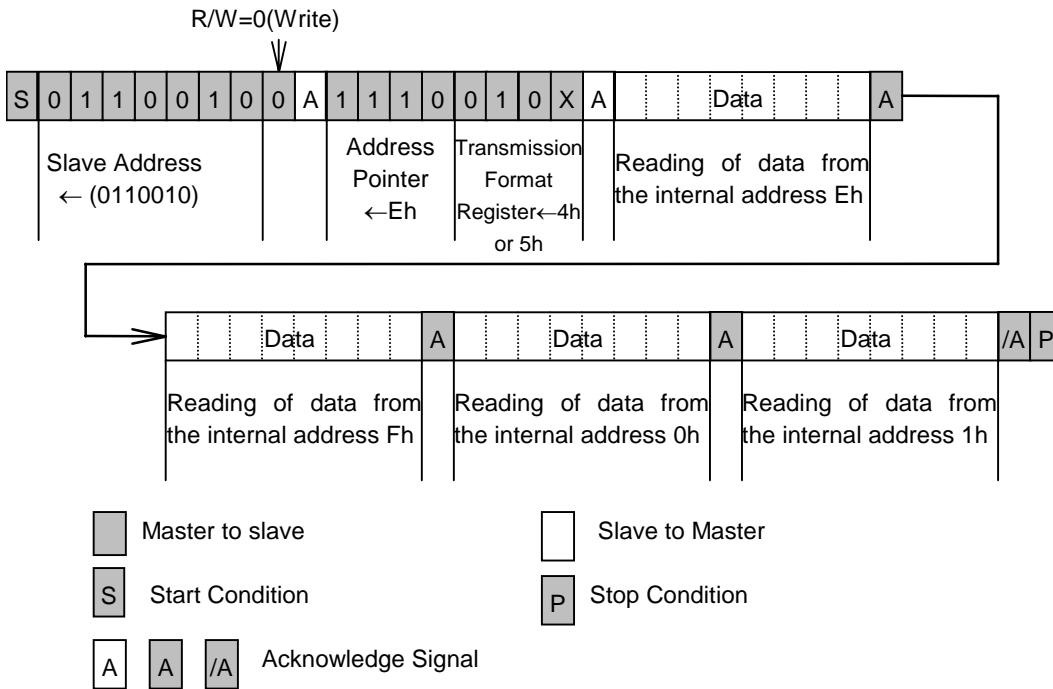 R/W=0(Write)
S 0 1 1 0 0 1 0 0 A 1 1 1 0 0 1 0 X A Data A
Slave Address
← (0110010)
Address
Pointer
←Eh
Transmission
Format
Register←4h
or 5h
Reading of data from
the internal address Eh
Data A Data A Data /A P
Reading of data from
the internal address Fh
Reading of data from
the internal address 0h
Reading of data from
the internal address 1h
Master to slave
Slave to Master
S Start Condition
P Stop Condition
A A /A Acknowledge Signal